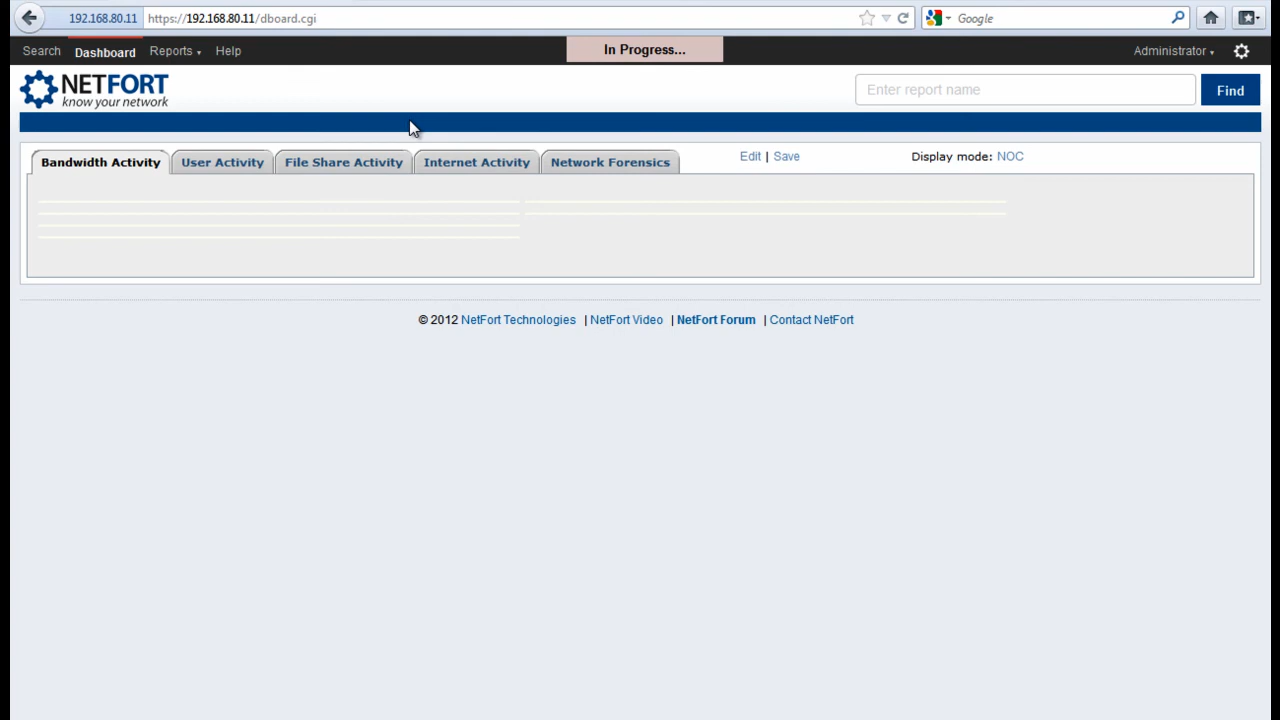 192.168.80.11 https://192.168.80.11/dboard.cgi Google
Search Dashboard Reports Help In Progress... Administrator
NETFORT
know your network
Enter report name Find
Bandwidth Activity User Activity File Share Activity Internet Activity Network Forensics Edit | Save Display mode: NOC
© 2012 NetFort Technologies | NetFort Video | NetFort Forum | Contact NetFort